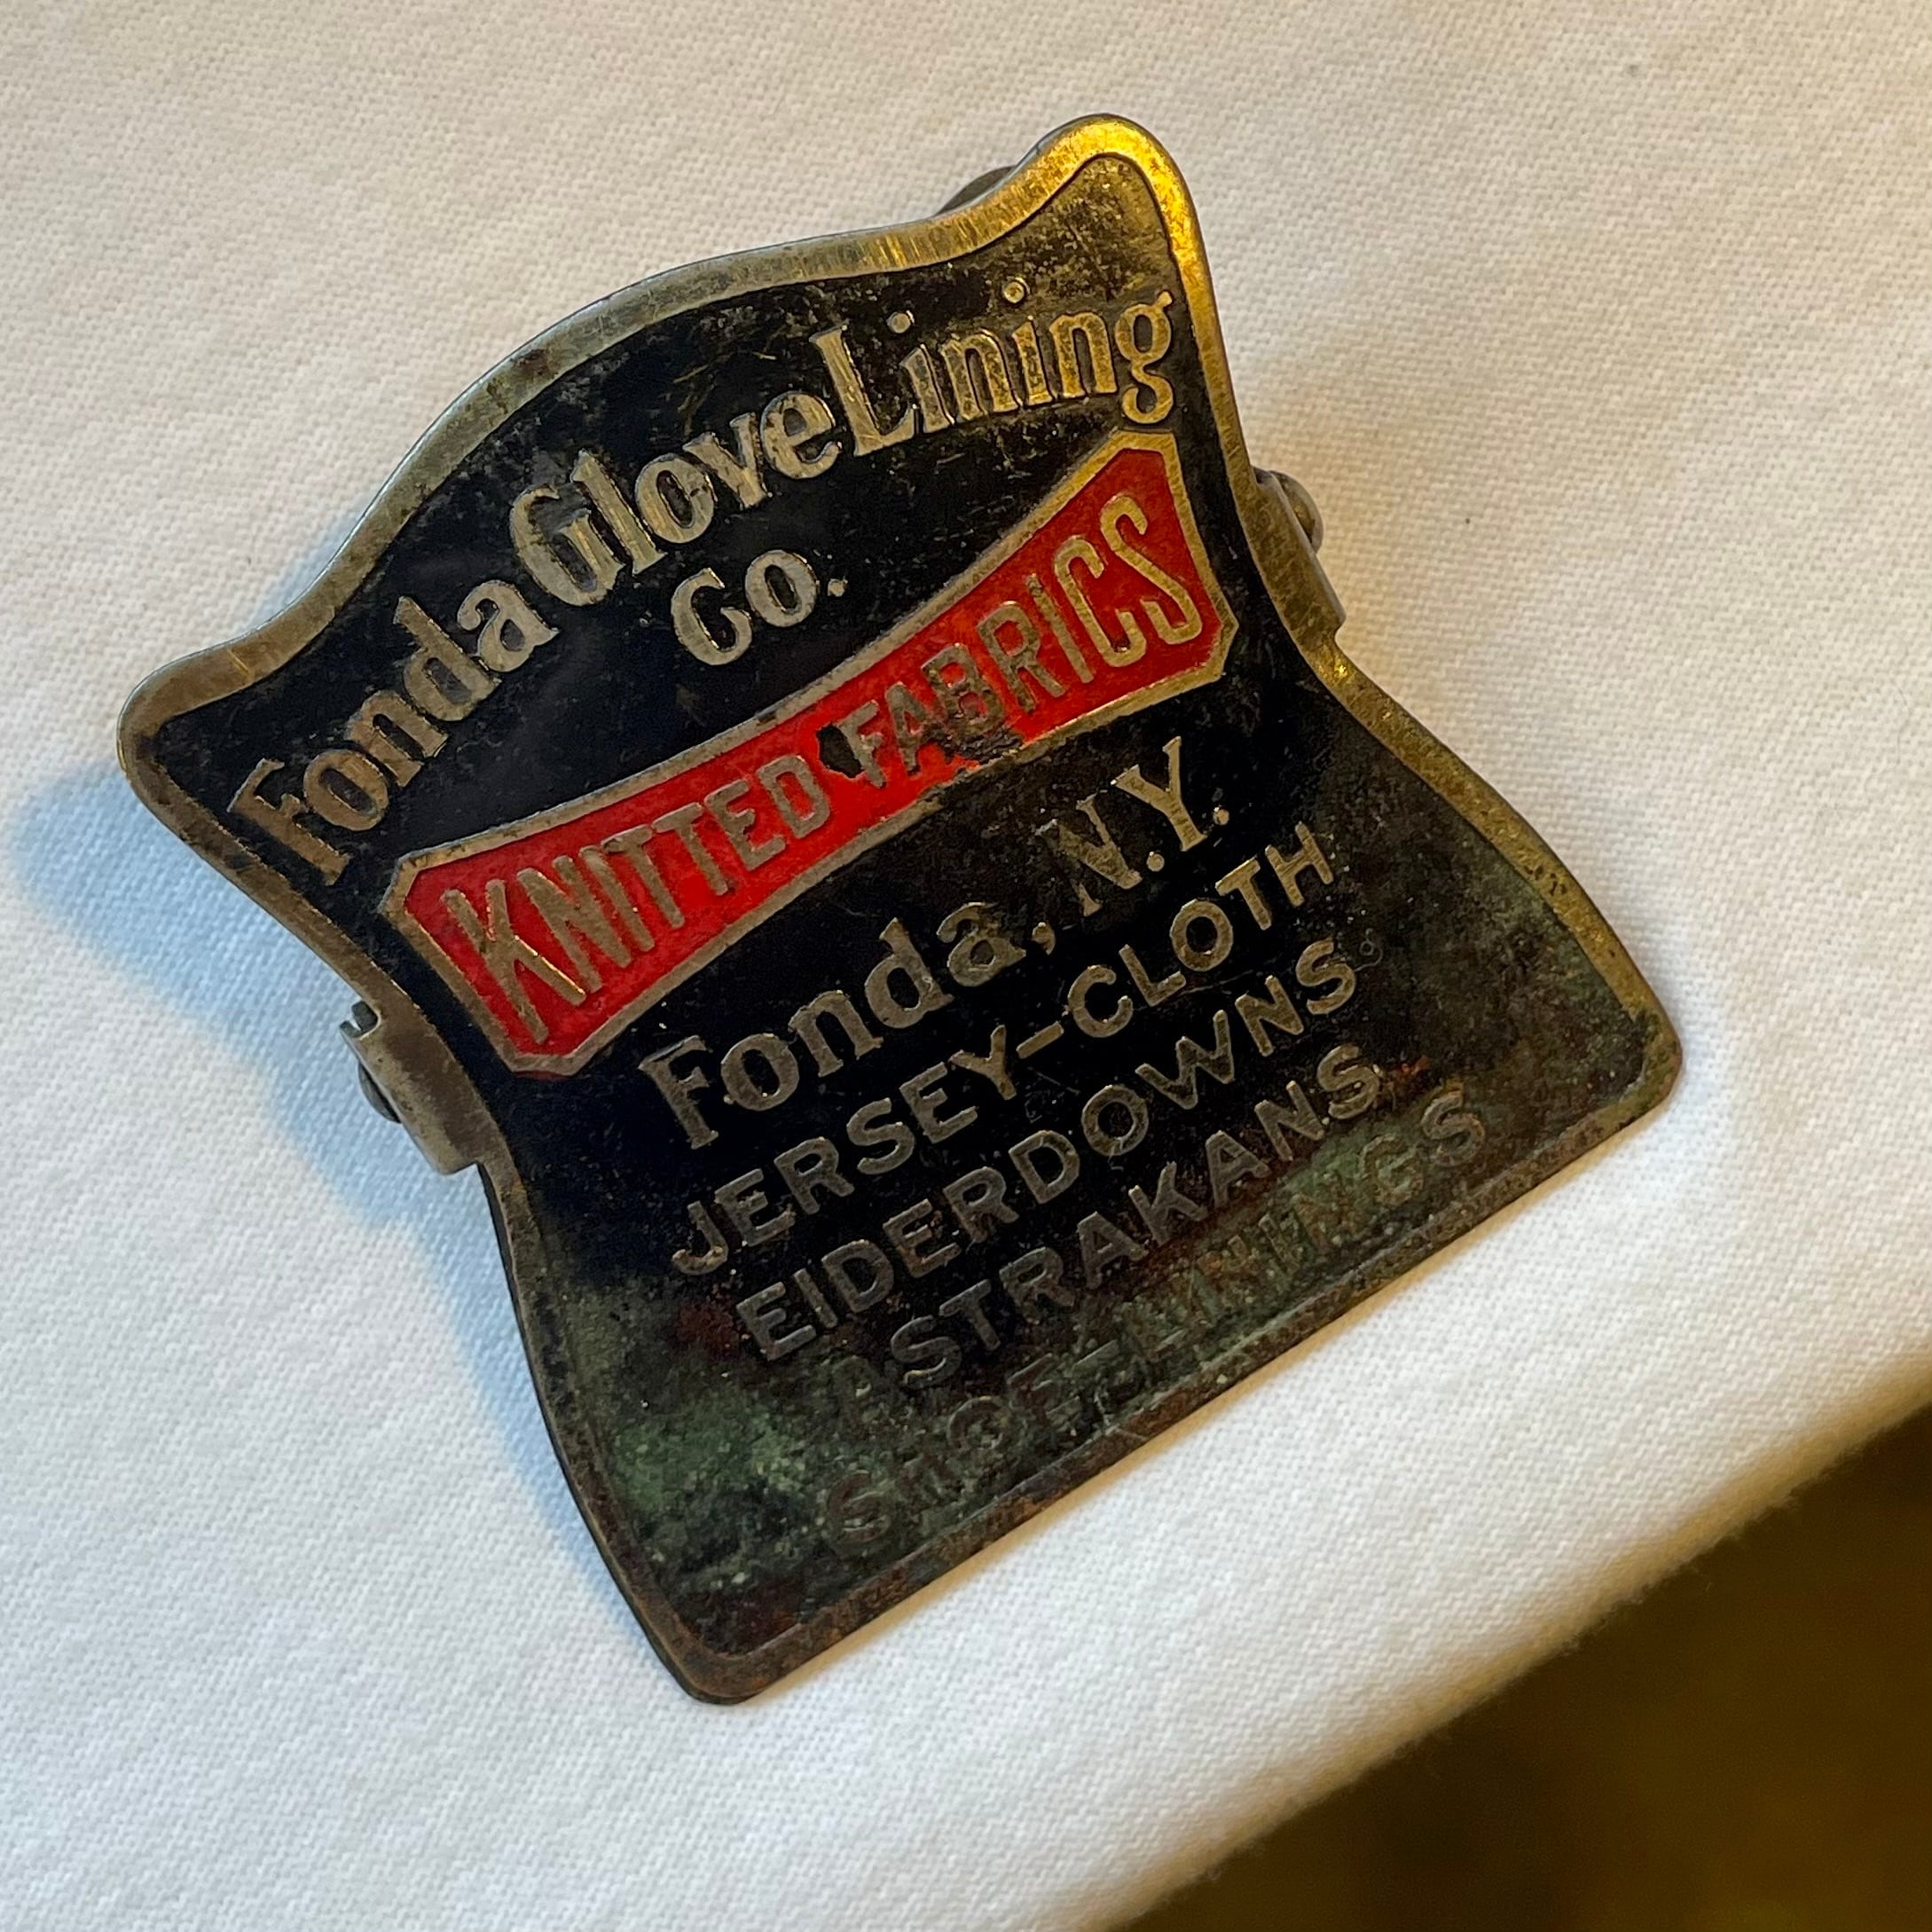 Fonda Glove Lining
Co.
KNITTED FABRICS
Fonda, N.Y.
JERSEY-CLOTH
EIDERDOWNS
ASTRAKANS
SHOE-LININGS